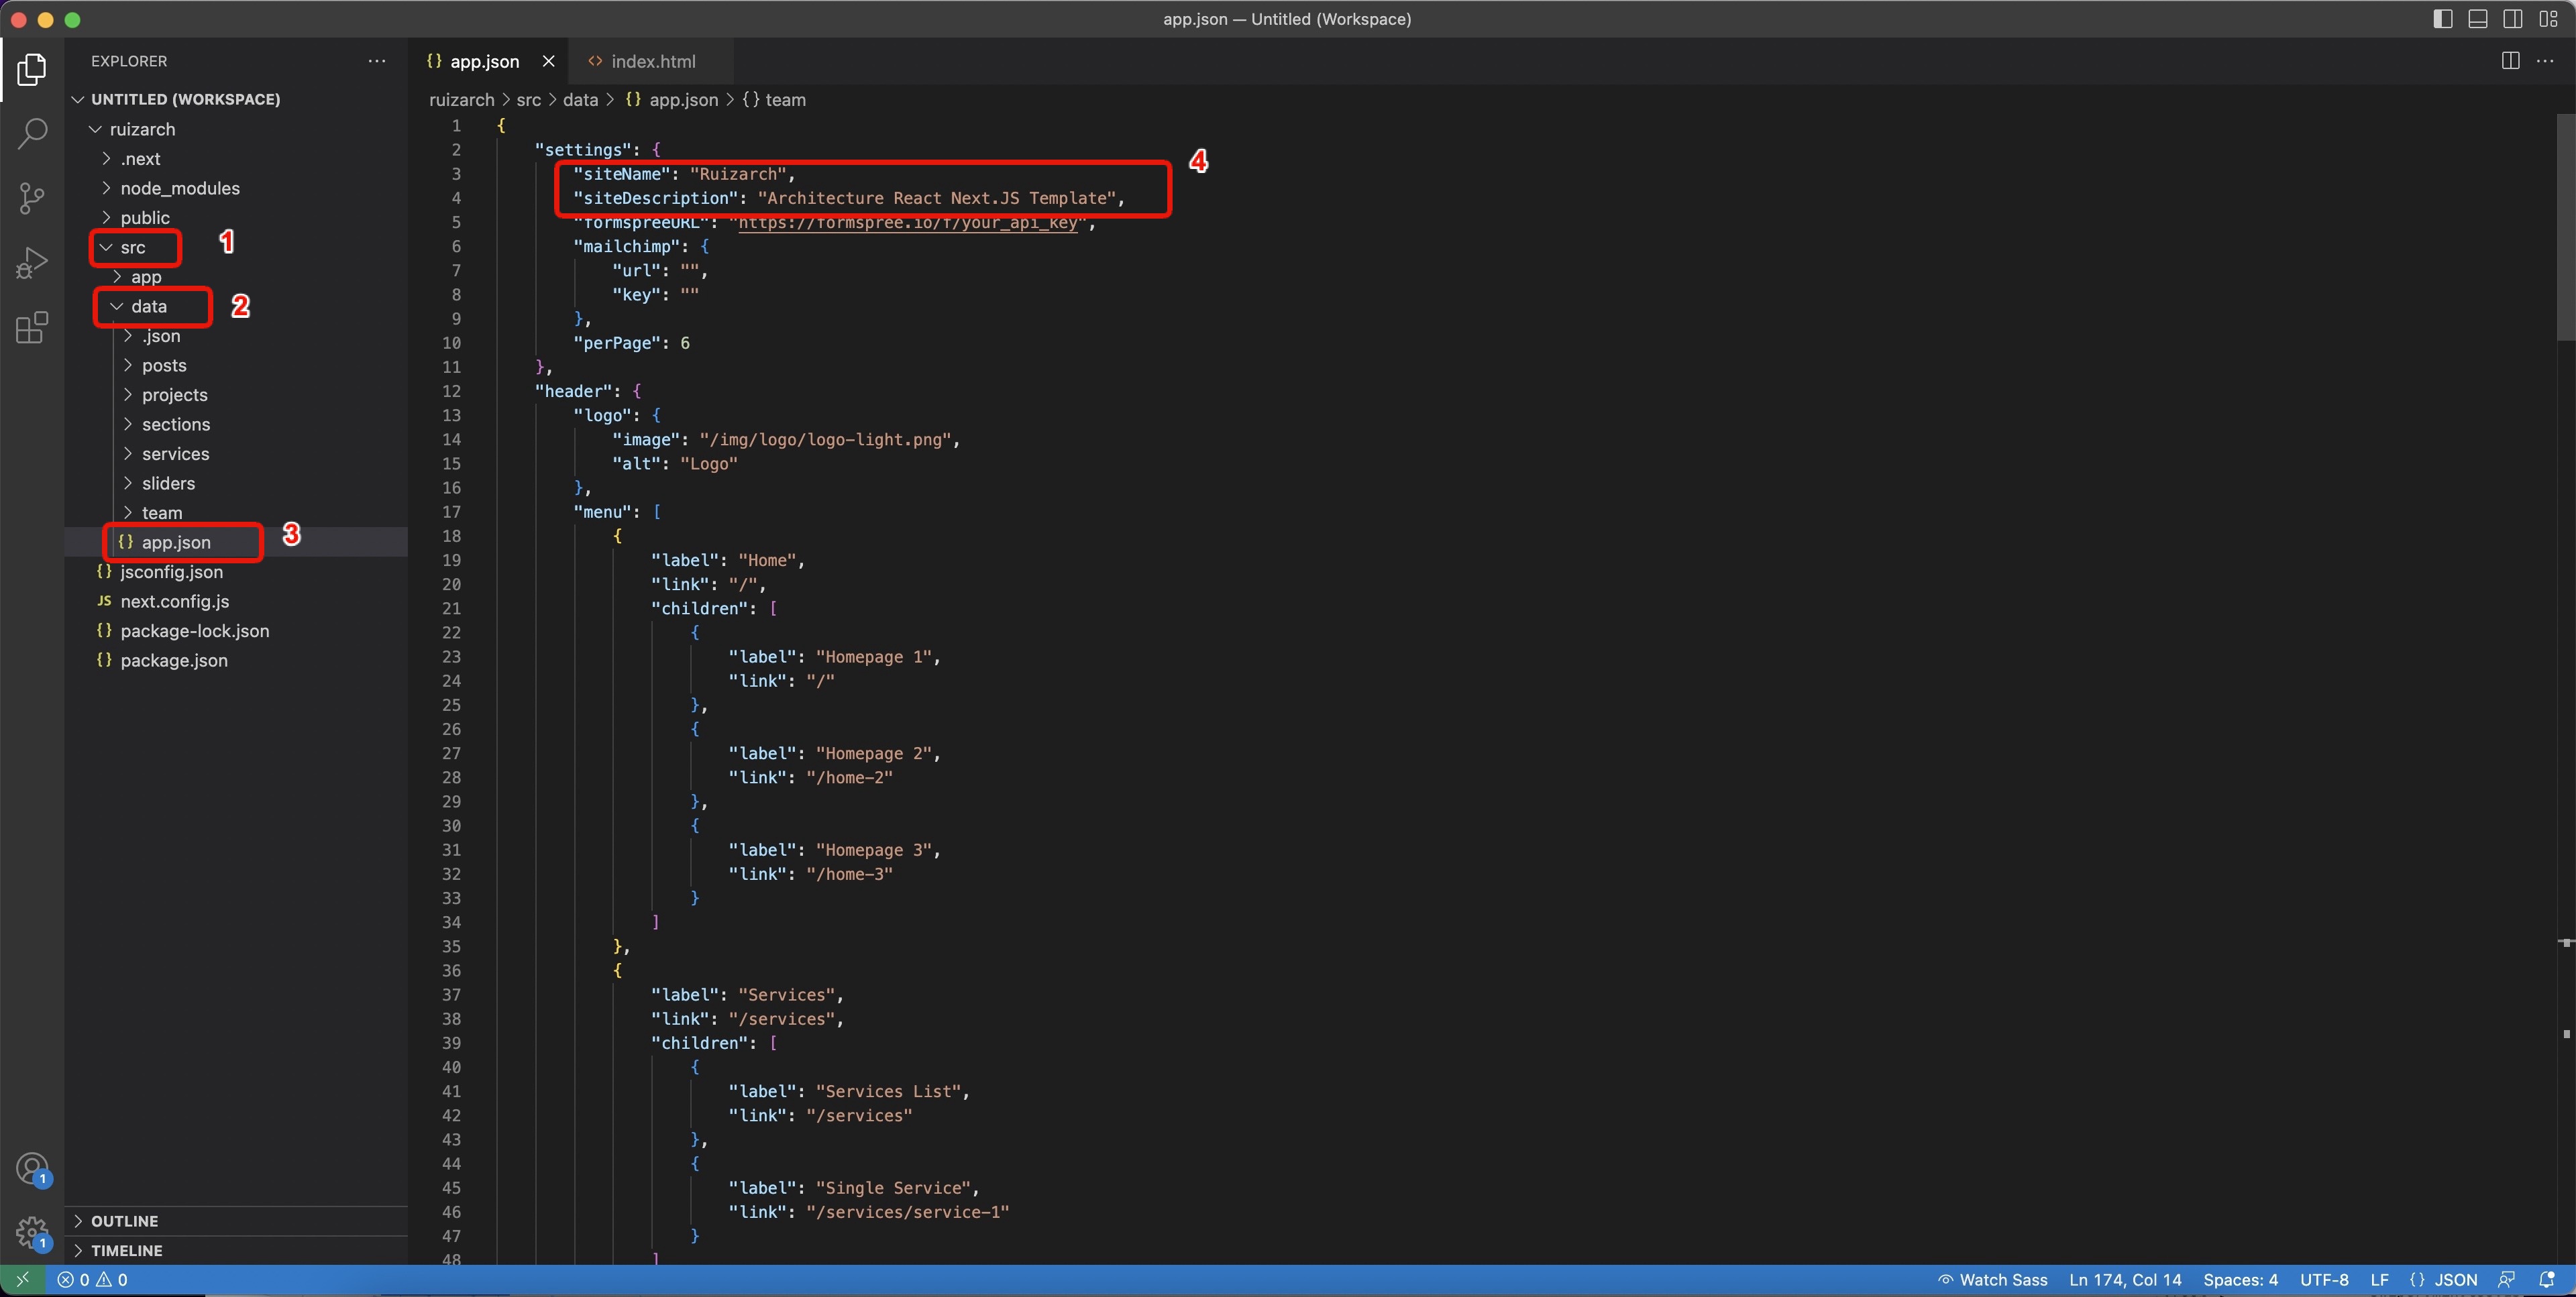 app.json — Untitled (Workspace)
EXPLORER
UNTITLED (WORKSPACE)
ruizarch
.next
node_modules
public
src
1
app
data
2
.json
posts
projects
sections
services
sliders
team
{} app.json
3
{} jsconfig.json
JS next.config.js
{} package-lock.json
{} package.json
OUTLINE
TIMELINE
1
1
{} app.json
<> index.html
ruizarch > src > data > {} app.json > {} team
1 {
2 "settings": {
3 "siteName": "Ruizarch",
4
4 "siteDescription": "Architecture React Next.JS Template",
5 "formspreeURL": "https://formspree.io/f/your_api_key",
6 "mailchimp": {
7 "url": "",
8 "key": ""
9 },
10 "perPage": 6
11 },
12 "header": {
13 "logo": {
14 "image": "/img/logo/logo-light.png",
15 "alt": "Logo"
16 },
17 "menu": [
18 {
19 "label": "Home",
20 "link": "/",
21 "children": [
22 {
23 "label": "Homepage 1",
24 "link": "/"
25 },
26 {
27 "label": "Homepage 2",
28 "link": "/home-2"
29 },
30 {
31 "label": "Homepage 3",
32 "link": "/home-3"
33 }
34 ]
35 },
36 {
37 "label": "Services",
38 "link": "/services",
39 "children": [
40 {
41 "label": "Services List",
42 "link": "/services"
43 },
44 {
45 "label": "Single Service",
46 "link": "/services/service-1"
47 }
48 ]
0 0
Watch Sass Ln 174, Col 14 Spaces: 4 UTF-8 LF {} JSON